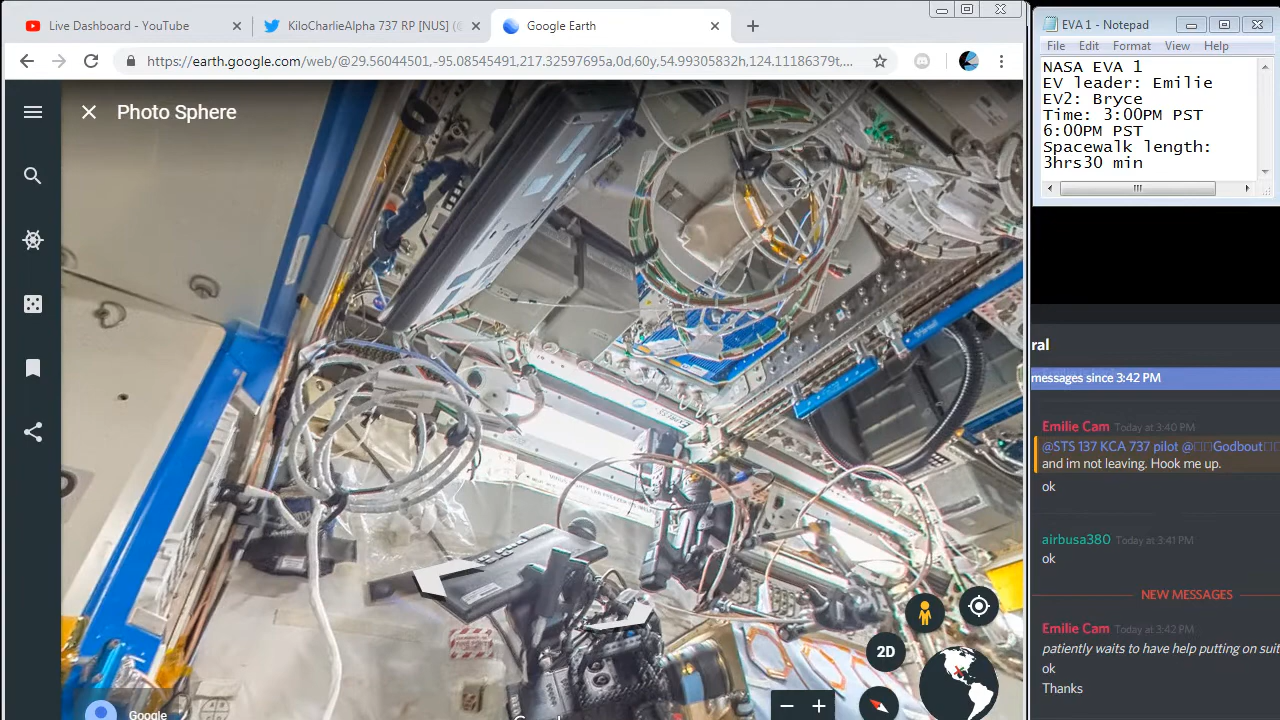 Live Dashboard - YouTube
KiloCharlieAlpha 737 RP [NUS] (@
Google Earth
EVA 1 - Notepad
File Edit Format View Help
https://earth.google.com/web/@29.56044501,-95.08545491,217.32597695a,0d,60y,54.99305832h,124.11186379t,...
NASA EVA 1
EV leader: Emilie
EV2: Bryce
Time: 3:00PM PST
6:00PM PST
Spacewalk length:
3hrs30 min
Photo Sphere
ral
messages since 3:42 PM
Emilie Cam Today at 3:40 PM
@STS 137 KCA 737 pilot @□□Godbout□□
and im not leaving. Hook me up.
ok
airbusa380 Today at 3:41 PM
ok
NEW MESSAGES
Emilie Cam Today at 3:42 PM
patiently waits to have help putting on suit
ok
Thanks
2D
Google